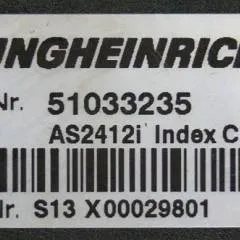 NGHEINRICH
Nr. 51033235
AS2412i Index C
Nr. S13 X00029801